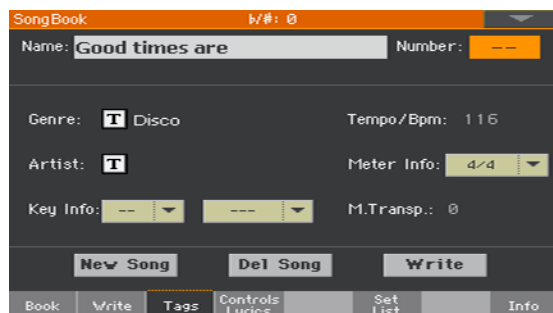 SongBook ♭/#: 0
Name: Good times are Number: --
Genre: T Disco Tempo/Bpm: 116
Artist: T Meter Info: 4/4
Key Info: -- --- M.Transp.: 0
New Song Del Song Write
Book Write Tags Controls Lyrics Set List Info